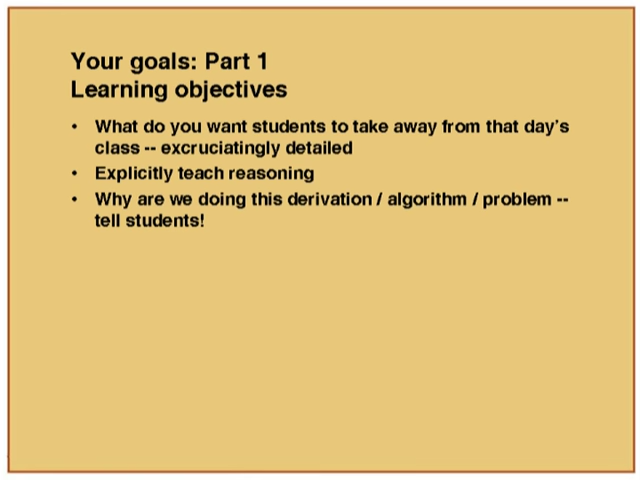 Your goals: Part 1
Learning objectives
• What do you want students to take away from that day's
class -- excruciatingly detailed
• Explicitly teach reasoning
• Why are we doing this derivation / algorithm / problem --
tell students!